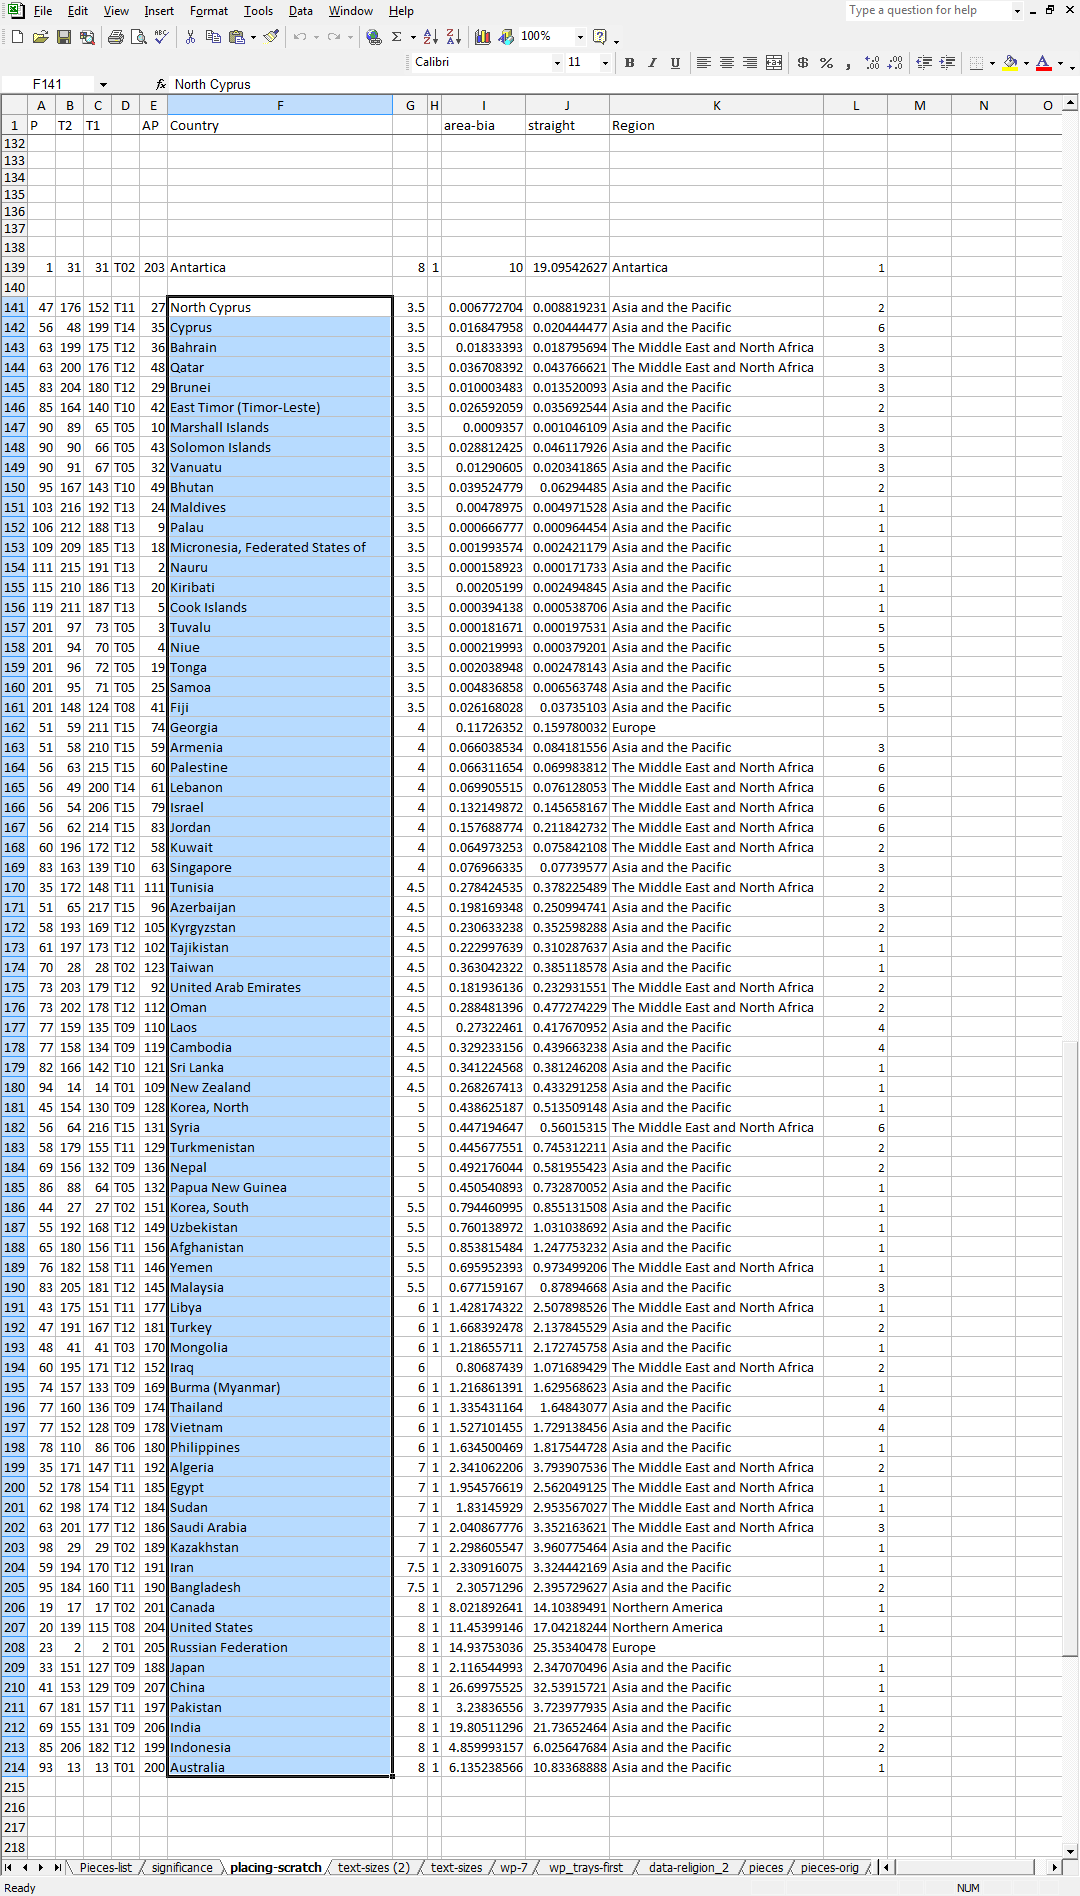 File Edit View Insert Format Tools Data Window Help Type a question for help
100%
Calibri 11 B I U $ % ,
F141 fx North Cyprus
A B C D E F G H I J K L M N O
1 P T2 T1 AP Country area-bia straight Region
132
133
134
135
136
137
138
139 1 31 31 T02 203 Antartica 8 1 10 19.09542627 Antartica 1
140
141 47 176 152 T11 27 North Cyprus 3.5 0.006772704 0.008819231 Asia and the Pacific 2
142 56 48 199 T14 35 Cyprus 3.5 0.016847958 0.020444477 Asia and the Pacific 6
143 63 199 175 T12 36 Bahrain 3.5 0.01833393 0.018795694 The Middle East and North Africa 3
144 63 200 176 T12 48 Qatar 3.5 0.036708392 0.043766621 The Middle East and North Africa 3
145 83 204 180 T12 29 Brunei 3.5 0.010003483 0.013520093 Asia and the Pacific 3
146 85 164 140 T10 42 East Timor (Timor-Leste) 3.5 0.026592059 0.035692544 Asia and the Pacific 2
147 90 89 65 T05 10 Marshall Islands 3.5 0.0009357 0.001046109 Asia and the Pacific 3
148 90 90 66 T05 43 Solomon Islands 3.5 0.028812425 0.046117926 Asia and the Pacific 3
149 90 91 67 T05 32 Vanuatu 3.5 0.01290605 0.020341865 Asia and the Pacific 3
150 95 167 143 T10 49 Bhutan 3.5 0.039524779 0.06294485 Asia and the Pacific 2
151 103 216 192 T13 24 Maldives 3.5 0.00478975 0.004971528 Asia and the Pacific 1
152 106 212 188 T13 9 Palau 3.5 0.000666777 0.000964454 Asia and the Pacific 1
153 109 209 185 T13 18 Micronesia, Federated States of 3.5 0.001993574 0.002421179 Asia and the Pacific 1
154 111 215 191 T13 2 Nauru 3.5 0.000158923 0.000171733 Asia and the Pacific 1
155 115 210 186 T13 20 Kiribati 3.5 0.00205199 0.002494845 Asia and the Pacific 1
156 119 211 187 T13 5 Cook Islands 3.5 0.000394138 0.000538706 Asia and the Pacific 1
157 201 97 73 T05 3 Tuvalu 3.5 0.000181671 0.000197531 Asia and the Pacific 5
158 201 94 70 T05 4 Niue 3.5 0.000219993 0.000379201 Asia and the Pacific 5
159 201 96 72 T05 19 Tonga 3.5 0.002038948 0.002478143 Asia and the Pacific 5
160 201 95 71 T05 25 Samoa 3.5 0.004836858 0.006563748 Asia and the Pacific 5
161 201 148 124 T08 41 Fiji 3.5 0.026168028 0.03735103 Asia and the Pacific 5
162 51 59 211 T15 74 Georgia 4 0.11726352 0.159780032 Europe
163 51 58 210 T15 59 Armenia 4 0.066038534 0.084181556 Asia and the Pacific 3
164 56 63 215 T15 60 Palestine 4 0.066311654 0.069983812 The Middle East and North Africa 6
165 56 49 200 T14 61 Lebanon 4 0.069905515 0.076128053 The Middle East and North Africa 6
166 56 54 206 T15 79 Israel 4 0.132149872 0.145658167 The Middle East and North Africa 6
167 56 62 214 T15 83 Jordan 4 0.157688774 0.211842732 The Middle East and North Africa 6
168 60 196 172 T12 58 Kuwait 4 0.064973253 0.075842108 The Middle East and North Africa 2
169 83 163 139 T10 63 Singapore 4 0.076966335 0.07739577 Asia and the Pacific 3
170 35 172 148 T11 111 Tunisia 4.5 0.278424535 0.378225489 The Middle East and North Africa 2
171 51 65 217 T15 96 Azerbaijan 4.5 0.198169348 0.250994741 Asia and the Pacific 3
172 58 193 169 T12 105 Kyrgyzstan 4.5 0.230633238 0.352598288 Asia and the Pacific 2
173 61 197 173 T12 102 Tajikistan 4.5 0.222997639 0.310287637 Asia and the Pacific 1
174 70 28 28 T02 123 Taiwan 4.5 0.363042322 0.385118578 Asia and the Pacific 1
175 73 203 179 T12 92 United Arab Emirates 4.5 0.181936136 0.232931551 The Middle East and North Africa 2
176 73 202 178 T12 112 Oman 4.5 0.288481396 0.477274229 The Middle East and North Africa 2
177 77 159 135 T09 110 Laos 4.5 0.27322461 0.417670952 Asia and the Pacific 4
178 77 158 134 T09 119 Cambodia 4.5 0.329233156 0.439663238 Asia and the Pacific 4
179 82 166 142 T10 121 Sri Lanka 4.5 0.341224568 0.381246208 Asia and the Pacific 1
180 94 14 14 T01 109 New Zealand 4.5 0.268267413 0.433291258 Asia and the Pacific 1
181 45 154 130 T09 128 Korea, North 5 0.438625187 0.513509148 Asia and the Pacific 1
182 56 64 216 T15 131 Syria 5 0.447194647 0.56015315 The Middle East and North Africa 6
183 58 179 155 T11 129 Turkmenistan 5 0.445677551 0.745312211 Asia and the Pacific 2
184 69 156 132 T09 136 Nepal 5 0.492176044 0.581955423 Asia and the Pacific 2
185 86 88 64 T05 132 Papua New Guinea 5 0.450540893 0.732870052 Asia and the Pacific 1
186 44 27 27 T02 151 Korea, South 5.5 0.794460995 0.855131508 Asia and the Pacific 1
187 55 192 168 T12 149 Uzbekistan 5.5 0.760138972 1.031038692 Asia and the Pacific 1
188 65 180 156 T11 156 Afghanistan 5.5 0.853815484 1.247753232 Asia and the Pacific 1
189 76 182 158 T11 146 Yemen 5.5 0.695952393 0.973499206 The Middle East and North Africa 1
190 83 205 181 T12 145 Malaysia 5.5 0.677159167 0.87894668 Asia and the Pacific 3
191 43 175 151 T11 177 Libya 6 1 1.428174322 2.507898526 The Middle East and North Africa 1
192 47 191 167 T12 181 Turkey 6 1 1.668392478 2.137845529 Asia and the Pacific 2
193 48 41 41 T03 170 Mongolia 6 1 1.218655711 2.172745758 Asia and the Pacific 1
194 60 195 171 T12 152 Iraq 6 0.80687439 1.071689429 The Middle East and North Africa 2
195 74 157 133 T09 169 Burma (Myanmar) 6 1 1.216861391 1.629568623 Asia and the Pacific 1
196 77 160 136 T09 174 Thailand 6 1 1.335431164 1.64843077 Asia and the Pacific 4
197 77 152 128 T09 178 Vietnam 6 1 1.527101455 1.729138456 Asia and the Pacific 4
198 78 110 86 T06 180 Philippines 6 1 1.634500469 1.817544728 Asia and the Pacific 1
199 35 171 147 T11 192 Algeria 7 1 2.341062206 3.793907536 The Middle East and North Africa 2
200 52 178 154 T11 185 Egypt 7 1 1.954576619 2.562049125 The Middle East and North Africa 1
201 62 198 174 T12 184 Sudan 7 1 1.83145929 2.953567027 The Middle East and North Africa 1
202 63 201 177 T12 186 Saudi Arabia 7 1 2.040867776 3.352163621 The Middle East and North Africa 3
203 98 29 29 T02 189 Kazakhstan 7 1 2.298605547 3.960775464 Asia and the Pacific 1
204 59 194 170 T12 191 Iran 7.5 1 2.330916075 3.324442169 Asia and the Pacific 1
205 95 184 160 T11 190 Bangladesh 7.5 1 2.30571296 2.395729627 Asia and the Pacific 2
206 19 17 17 T02 201 Canada 8 1 8.021892641 14.10389491 Northern America 1
207 20 139 115 T08 204 United States 8 1 11.45399146 17.04218244 Northern America 1
208 23 2 2 T01 205 Russian Federation 8 1 14.93753036 25.35340478 Europe
209 33 151 127 T09 188 Japan 8 1 2.116544993 2.347070496 Asia and the Pacific 1
210 41 153 129 T09 207 China 8 1 26.69975525 32.53915721 Asia and the Pacific 1
211 67 181 157 T11 197 Pakistan 8 1 3.23836556 3.723977935 Asia and the Pacific 1
212 69 155 131 T09 206 India 8 1 19.80511296 21.73652464 Asia and the Pacific 2
213 85 206 182 T12 199 Indonesia 8 1 4.859993157 6.025647684 Asia and the Pacific 2
214 93 13 13 T01 200 Australia 8 1 6.135238566 10.83368888 Asia and the Pacific 1
215
216
217
218
Pieces-list significance placing-scratch text-sizes (2) text-sizes wp-7 wp_trays-first data-religion_2 pieces pieces-orig
Ready NUM